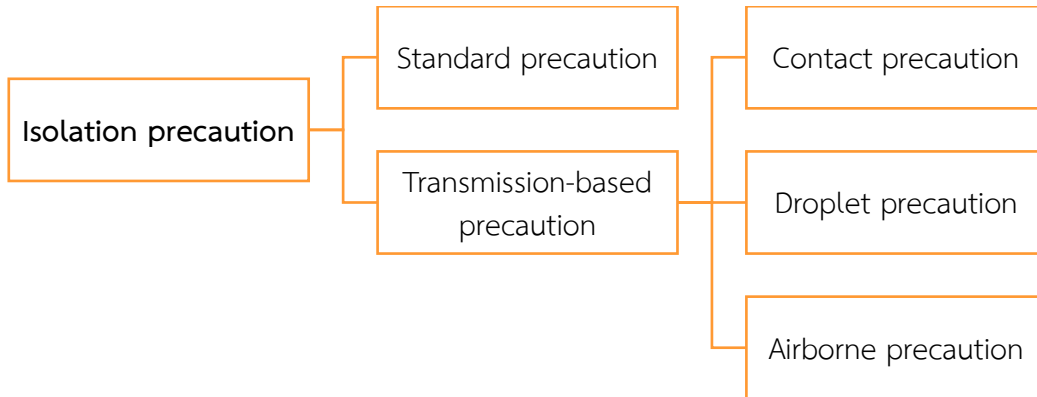 Isolation precaution
Standard precaution
Transmission-based
precaution
Contact precaution
Droplet precaution
Airborne precaution